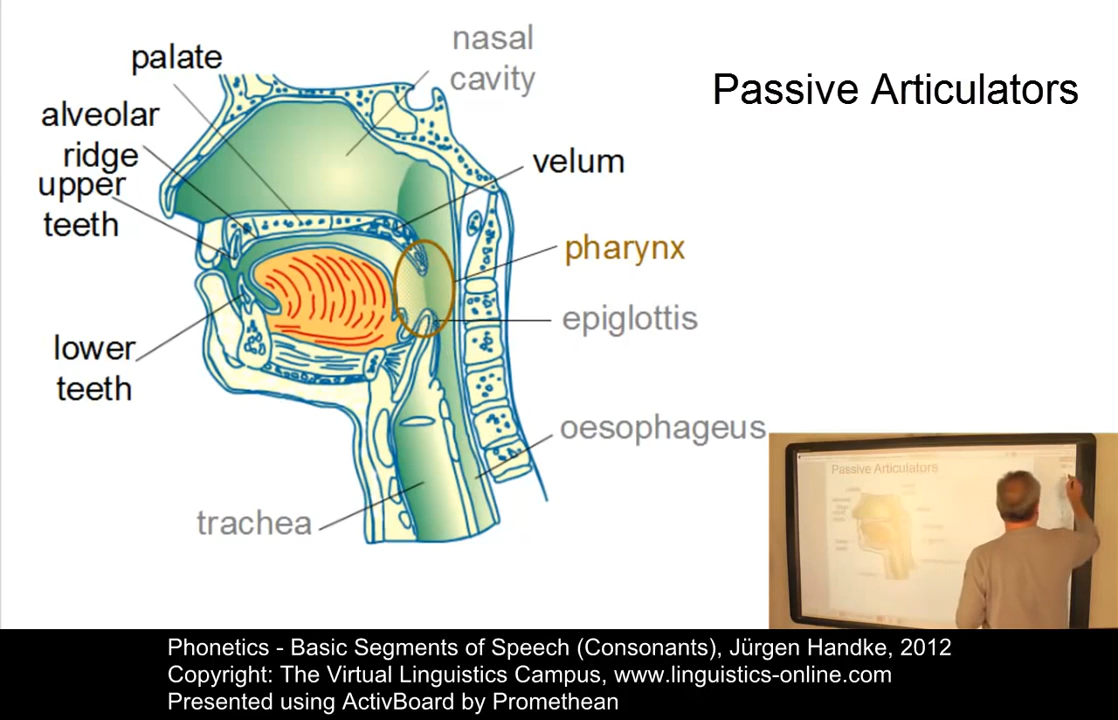 Passive Articulators
palate
nasal
cavity
alveolar
ridge
upper
teeth
velum
pharynx
epiglottis
lower
teeth
oesophageus
trachea
Passive Articulators
Phonetics - Basic Segments of Speech (Consonants), Jürgen Handke, 2012
Copyright: The Virtual Linguistics Campus, www.linguistics-online.com
Presented using ActivBoard by Promethean